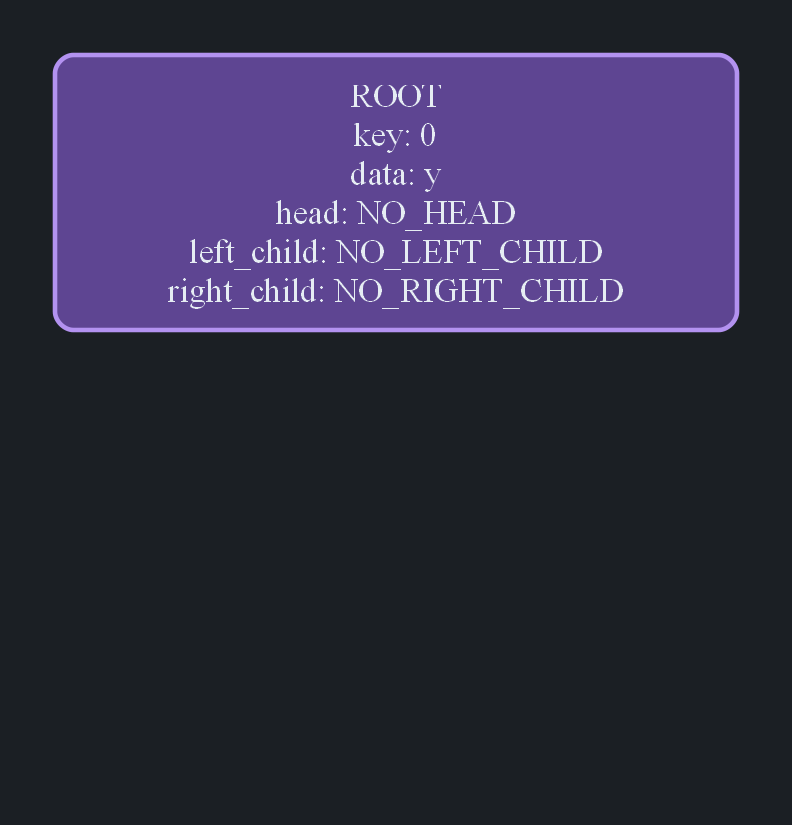 ROOT
key: 0
data: y
head: NO_HEAD
left_child: NO_LEFT_CHILD
right_child: NO_RIGHT_CHILD